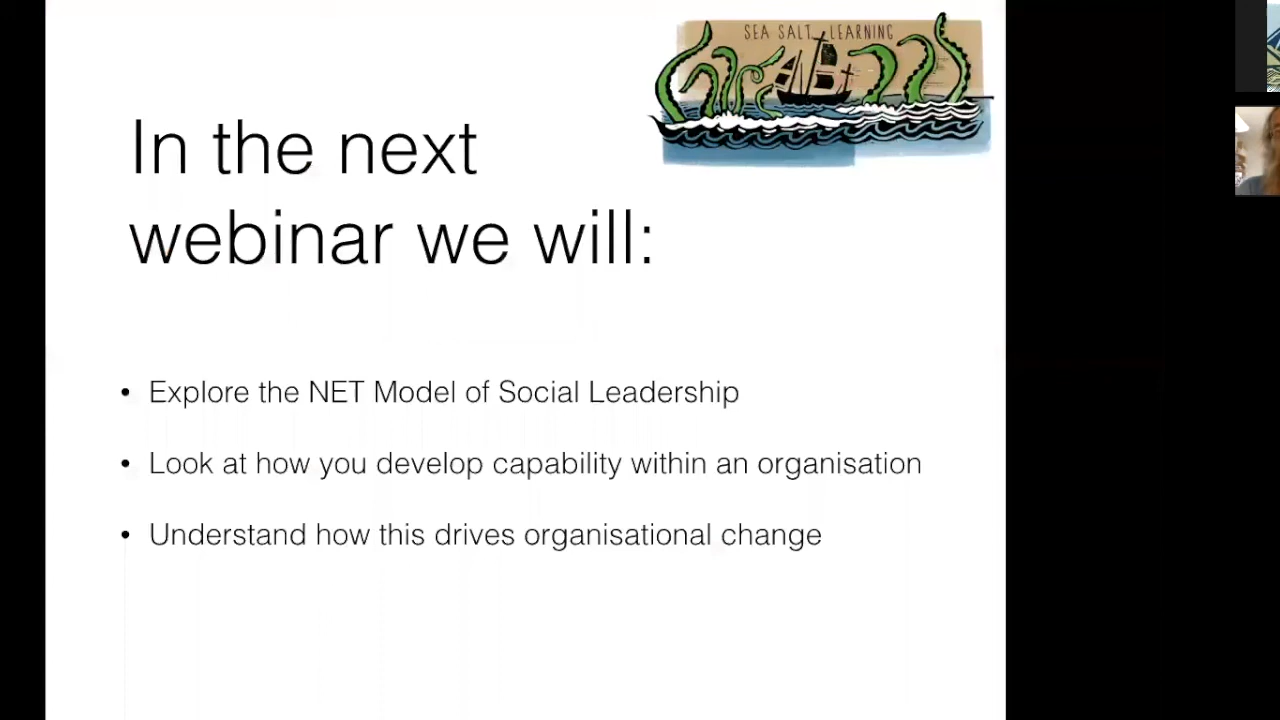 SEA SALT LEARNING
In the next
webinar we will:
• Explore the NET Model of Social Leadership
• Look at how you develop capability within an organisation
• Understand how this drives organisational change